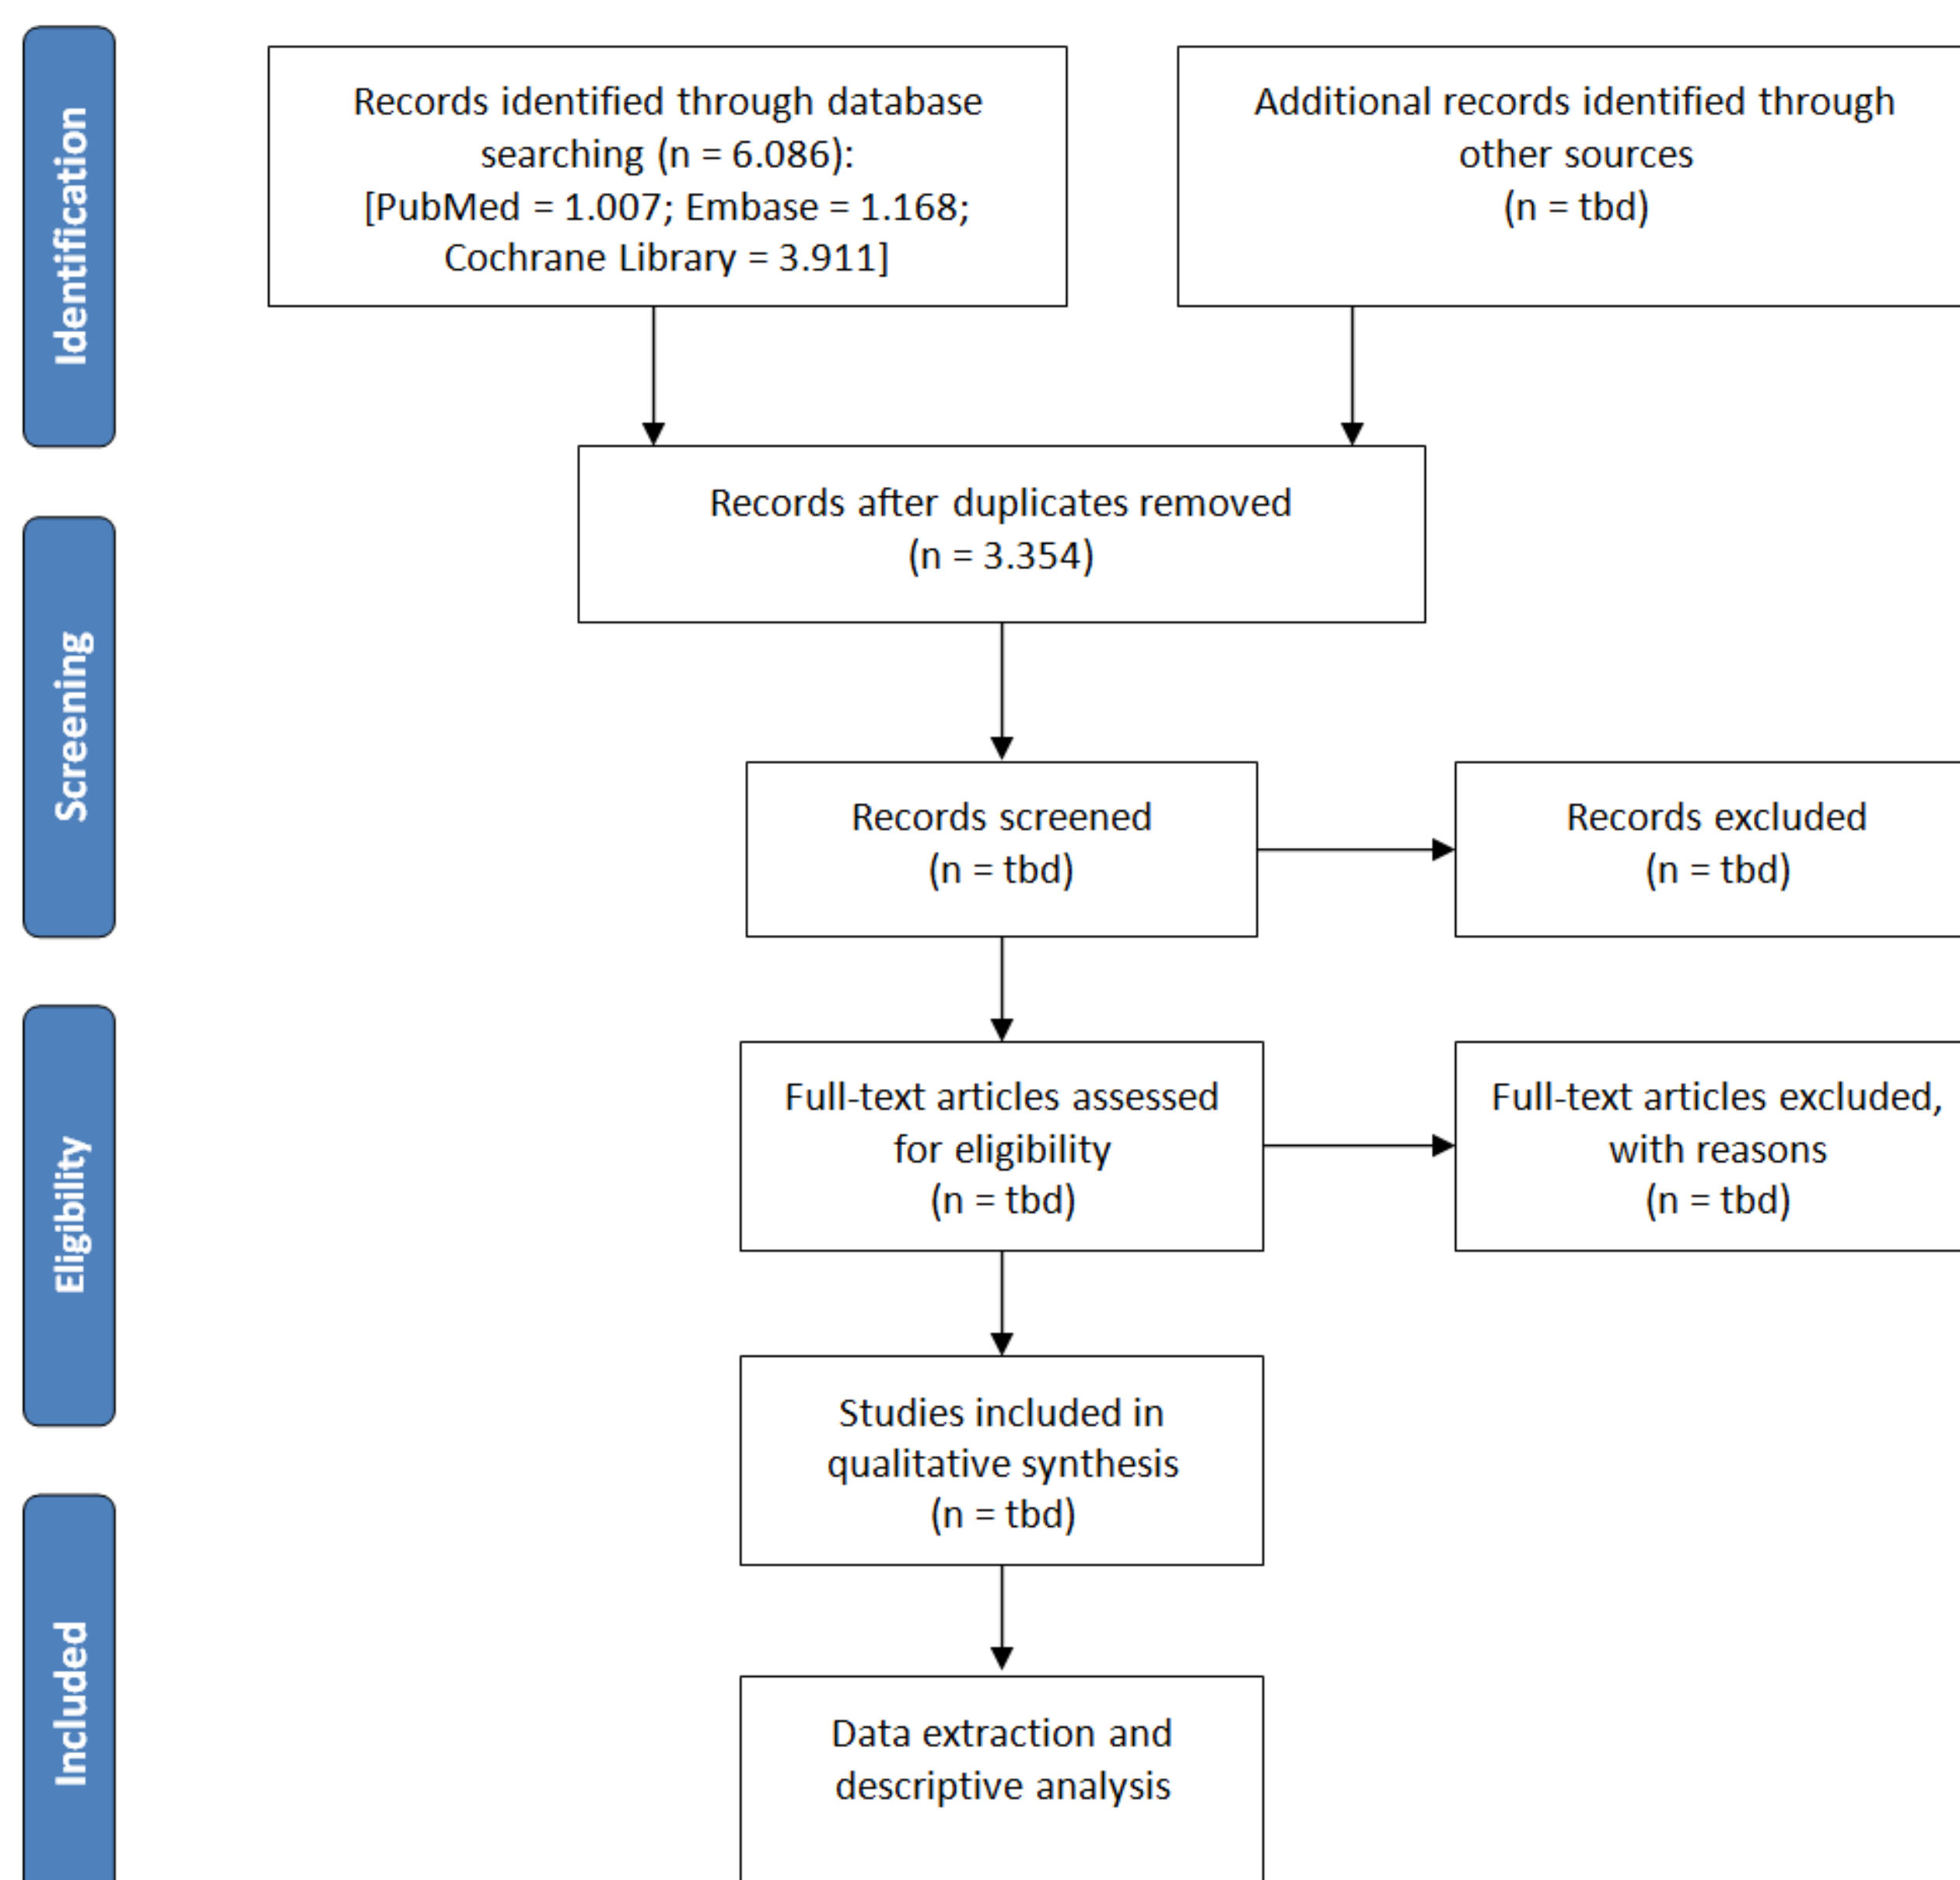 Identification
Records identified through database
searching (n = 6.086):
[PubMed = 1.007; Embase = 1.168;
Cochrane Library = 3.911]
Additional records identified through
other sources
(n = tbd)
Records after duplicates removed
(n = 3.354)
Screening
Records screened
(n = tbd)
Records excluded
(n = tbd)
Eligibility
Full-text articles assessed
for eligibility
(n = tbd)
Full-text articles excluded,
with reasons
(n = tbd)
Studies included in
qualitative synthesis
(n = tbd)
Included
Data extraction and
descriptive analysis